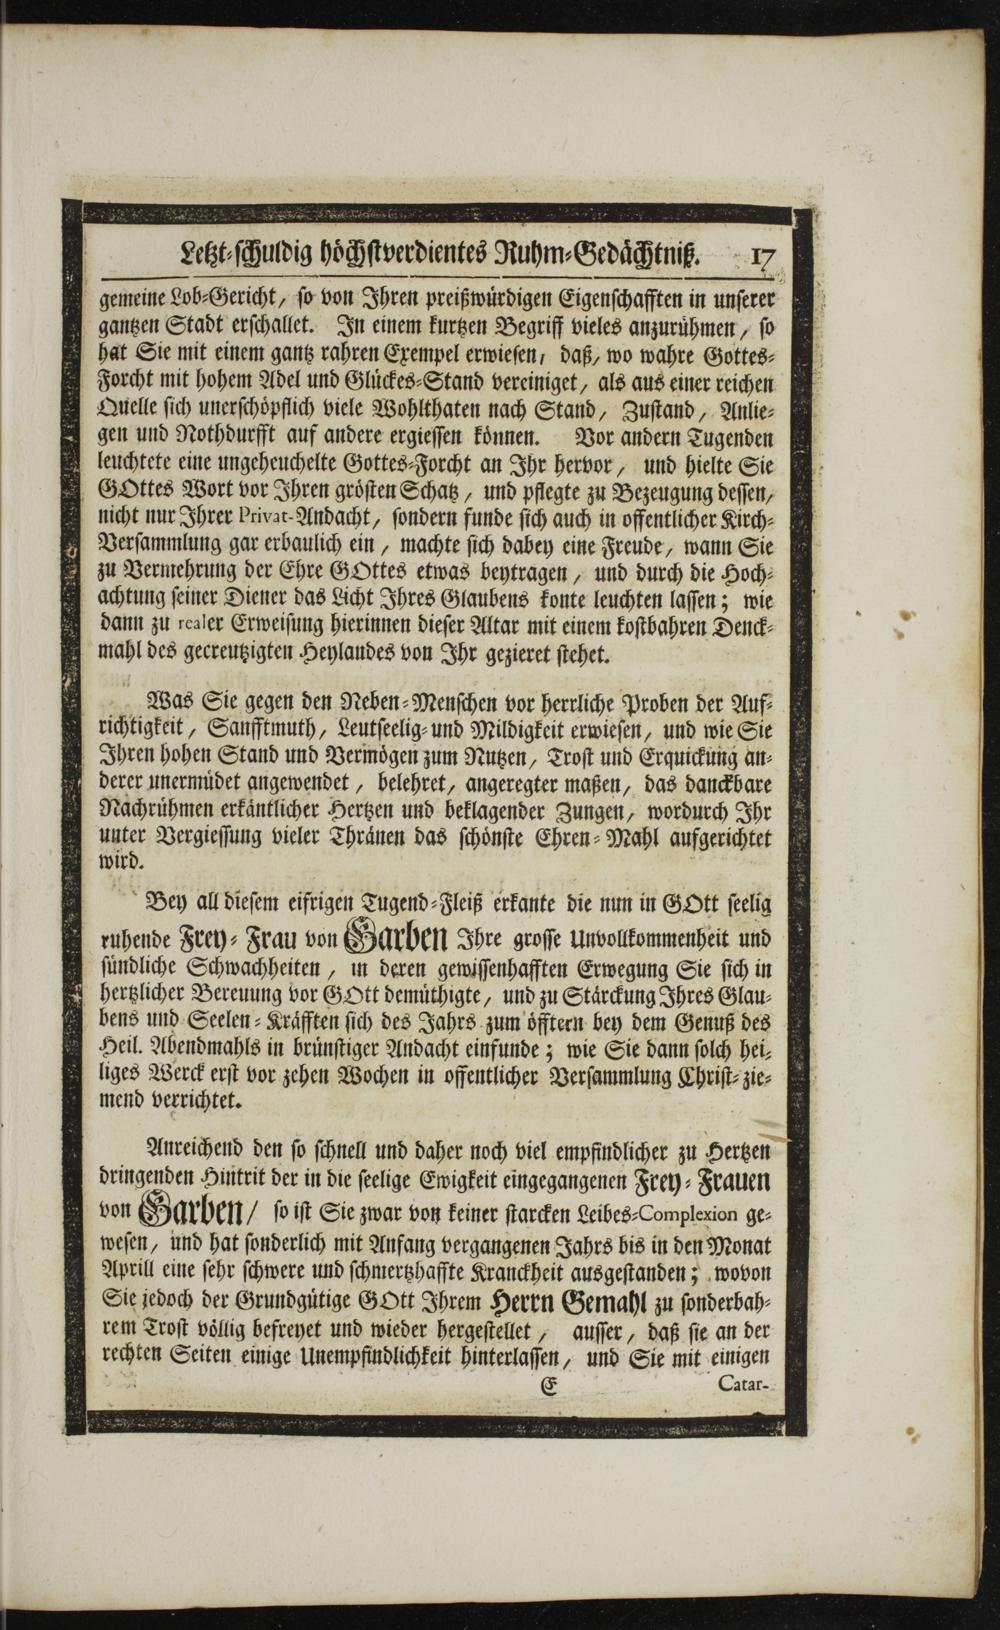 Letzt-schuldig höchstverdientes Ruhm-Gedächtniß. 17
gemeine Lob-Gericht, so von Ihren preißwürdigen Eigenschafften in unserer
gantzen Stadt erschallet. In einem kurtzen Begriff vieles anzurühmen, so
hat Sie mit einem gantz rahren Exempel erwiesen, daß, wo wahre Gottes-
Forcht mit hohem Adel und Glückes-Stand vereiniget, als aus einer reichen
Quelle sich unerschöpflich viele Wohlthaten nach Stand, Zustand, Anlie-
gen und Nothdurfft auf andere ergiessen können. Vor andern Tugenden
leuchtete eine ungeheuchelte Gottes-Forcht an Ihr hervor, und hielte Sie
GOttes Wort vor Ihren grösten Schatz, und pflegte zu Bezeugung dessen,
nicht nur Ihrer Privat-Andacht, sondern funde sich auch in offentlicher Kirch-
Versammlung gar erbaulich ein, machte sich dabey eine Freude, wann Sie
zu Vermehrung der Ehre GOttes etwas beytragen, und durch die Hoch-
achtung seiner Diener das Licht Ihres Glaubens konte leuchten lassen; wie
dann zu realer Erweisung hierinnen dieser Altar mit einem kostbahren Denck-
mahl des gecreutzigten Heylandes von Ihr gezieret stehet.
Was Sie gegen den Neben-Menschen vor herrliche Proben der Auf-
richtigkeit, Sanfftmuth, Leutseelig- und Mildigkeit erwiesen, und wie Sie
Ihren hohen Stand und Vermögen zum Nutzen, Trost und Erquickung an-
derer unermüdet angewendet, belehret, angeregter maßen, das danckbare
Nachrühmen erkäntlicher Hertzen und beklagender Zungen, wordurch Ihr
unter Vergiessung vieler Thränen das schönste Ehren-Mahl aufgerichtet
wird.
Bey all diesem eifrigen Tugend-Fleiß erkante die nun in GOtt seelig
ruhende Frey-Frau von Garben Ihre grosse Unvollkommenheit und
sündliche Schwachheiten, in deren gewissenhafften Erwegung Sie sich in
hertzlicher Bereuung vor GOtt demüthigte, und zu Stärckung Ihres Glau-
bens und Seelen-Kräfften sich des Jahrs zum öfftern bey dem Genuß des
Heil. Abendmahls in brünstiger Andacht einfunde; wie Sie dann solch hei-
liges Werck erst vor zehen Wochen in offentlicher Versammlung Christ-zie-
mend verrichtet.
Anreichend den so schnell und daher noch viel empfindlicher zu Hertzen
dringenden Hintrit der in die seelige Ewigkeit eingegangenen Frey-Frauen
von Garben/ so ist Sie zwar von keiner starcken Leibes-Complexion ge-
wesen, und hat sonderlich mit Anfang vergangenen Jahrs bis in den Monat
Aprill eine sehr schwere und schmertzhaffte Kranckheit ausgestanden; wovon
Sie jedoch der Grundgütige GOtt Ihrem Herrn Gemahl zu sonderbah-
rem Trost völlig befreyet und wieder hergestellet, ausser, daß sie an der
rechten Seiten einige Unempfindlichkeit hinterlassen, und Sie mit einigen
E Catar-